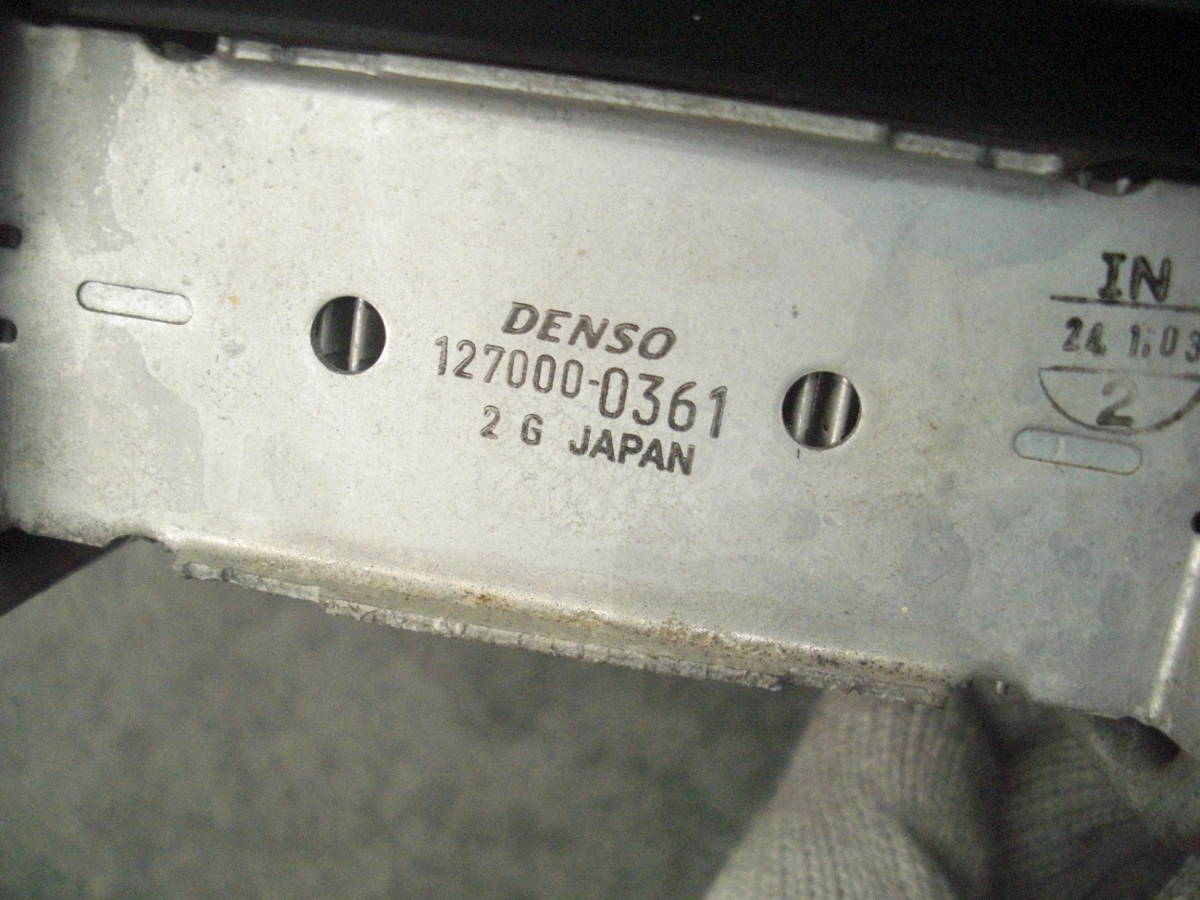 DENSO
127000-0361
2 G JAPAN
IN
24 1.03
2